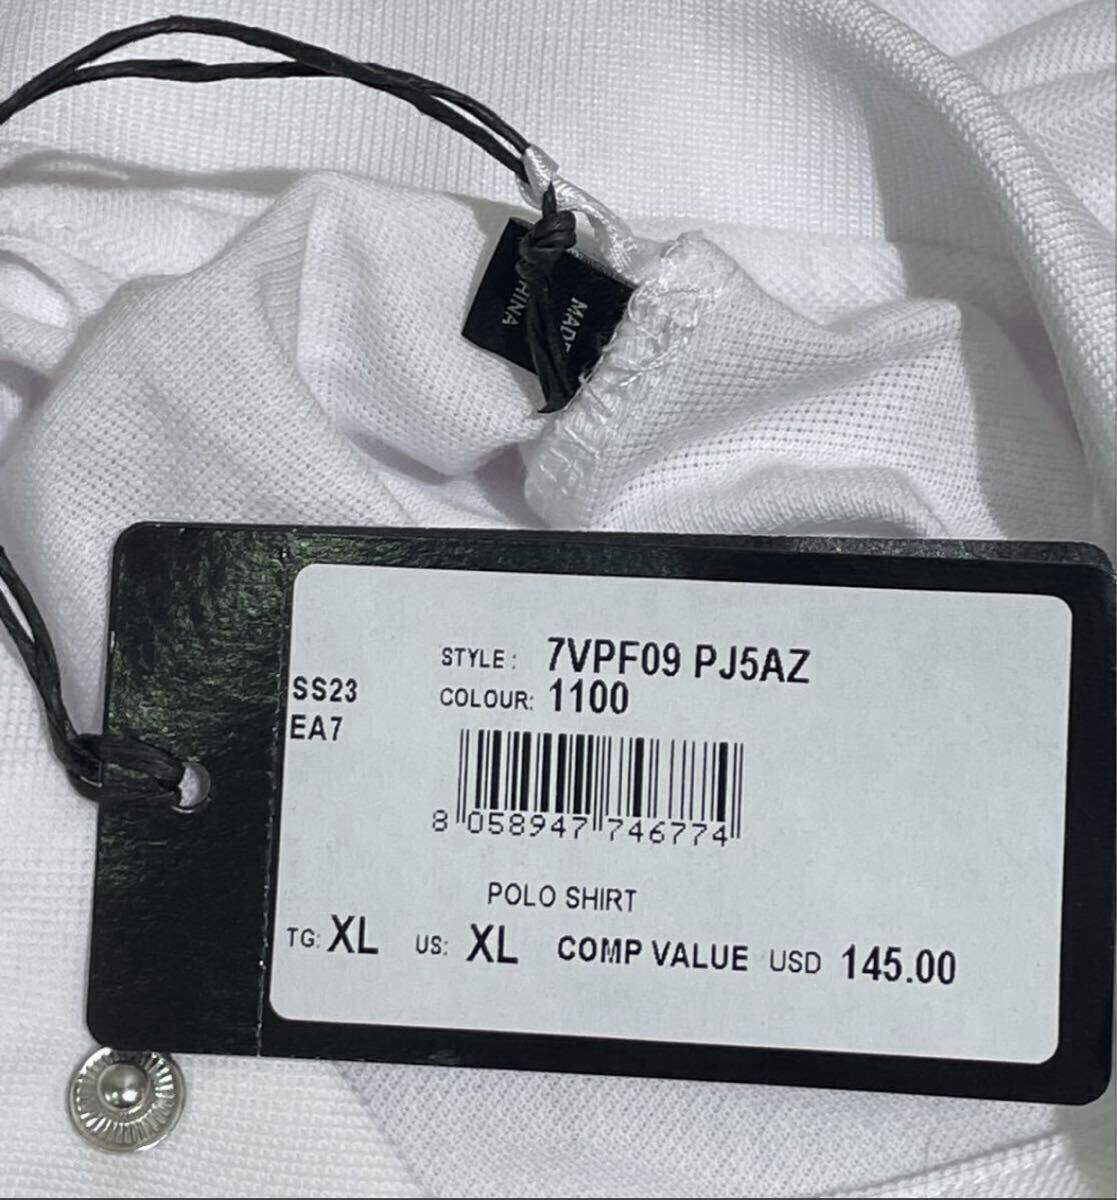 MADE
CHINA
SS23
EA7
STYLE: 7VPF09 PJ5AZ
COLOUR: 1100
8 058947 746774
POLO SHIRT
TG: XL US: XL COMP VALUE USD 145.00